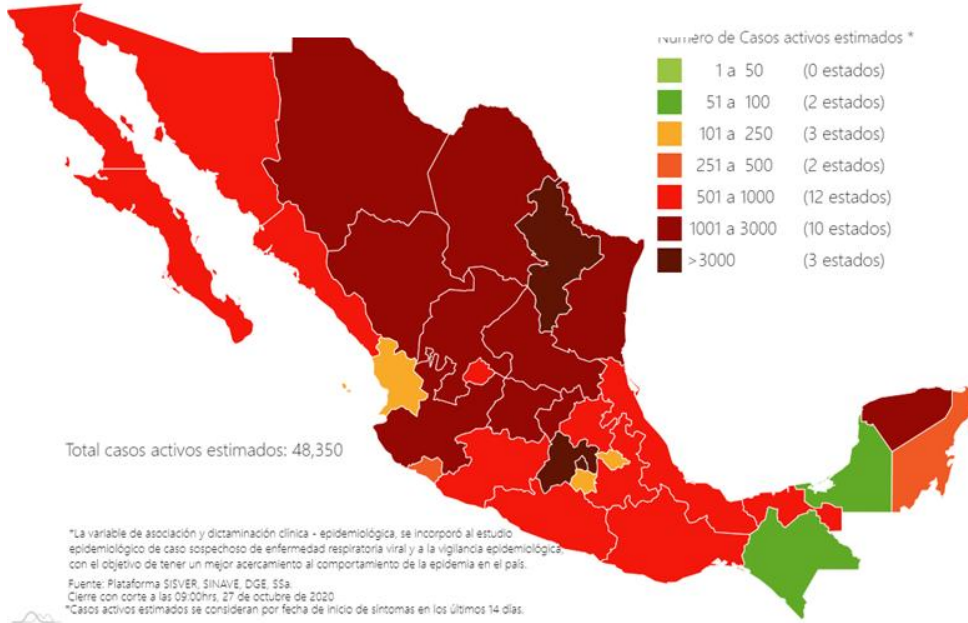 Número de Casos activos estimados *
1 a 50 (0 estados)
51 a 100 (2 estados)
101 a 250 (3 estados)
251 a 500 (2 estados)
501 a 1000 (12 estados)
1001 a 3000 (10 estados)
>3000 (3 estados)
Total casos activos estimados: 48,350
*La variable de asociación y dictaminación clínica - epidemiológica, se incorporó al estudio
epidemiológico de caso sospechoso de enfermedad respiratoria viral y a la vigilancia epidemiológica,
con el objetivo de tener un mejor acercamiento al comportamiento de la epidemia en el país.
Fuente: Plataforma SISVER, SINAVE, DGE, SSa.
Cierre con corte a las 09:00hrs, 27 de octubre de 2020
*Casos activos estimados se consideran por fecha de inicio de síntomas en los últimos 14 días.